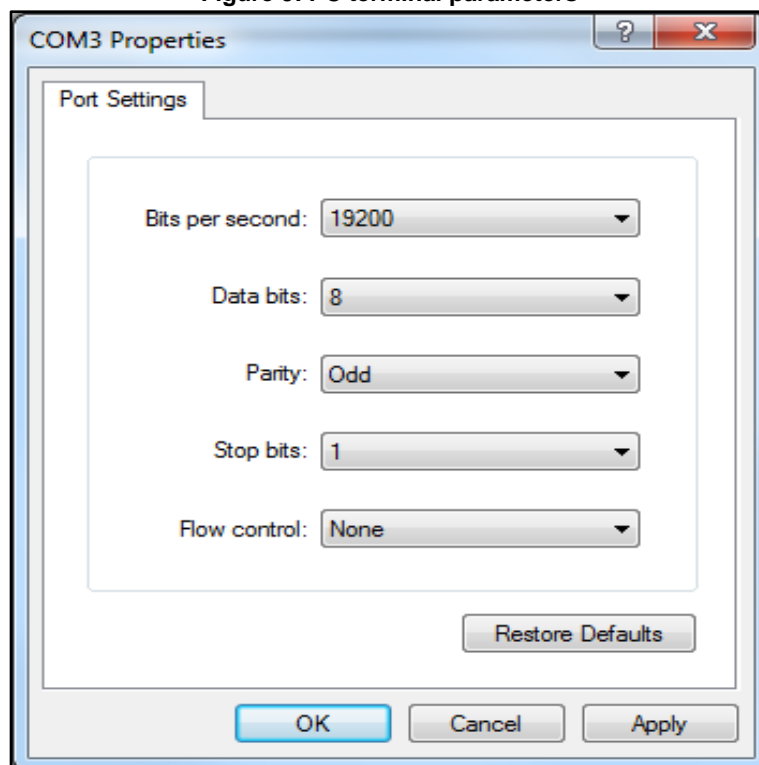 COM3 Properties
?
X
Port Settings
Bits per second: 19200
Data bits: 8
Parity: Odd
Stop bits: 1
Flow control: None
Restore Defaults
OK Cancel Apply